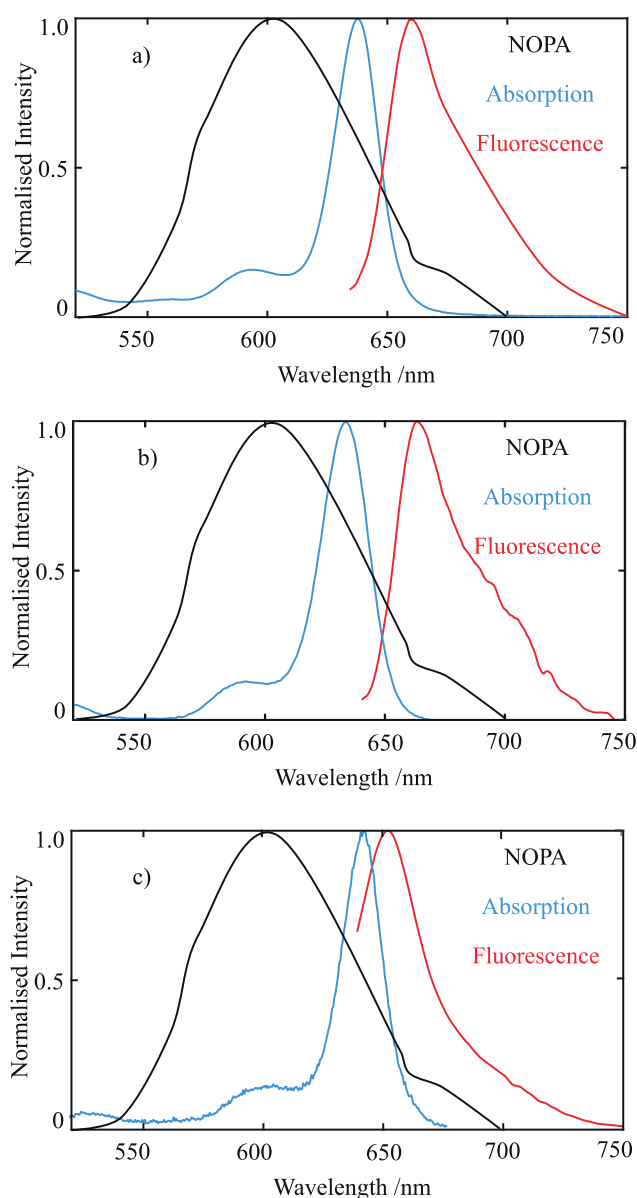 1.0
a)
NOPA
Absorption
Fluorescence
0.5
0
Normalised Intensity
550
600
650
700
750
Wavelength /nm
1.0
b)
NOPA
Absorption
Fluorescence
0.5
0
Normalised Intensity
550
600
650
700
750
Wavelength /nm
1.0
c)
NOPA
Absorption
Fluorescence
0.5
0
Normalised Intensity
550
600
650
700
750
Wavelength /nm